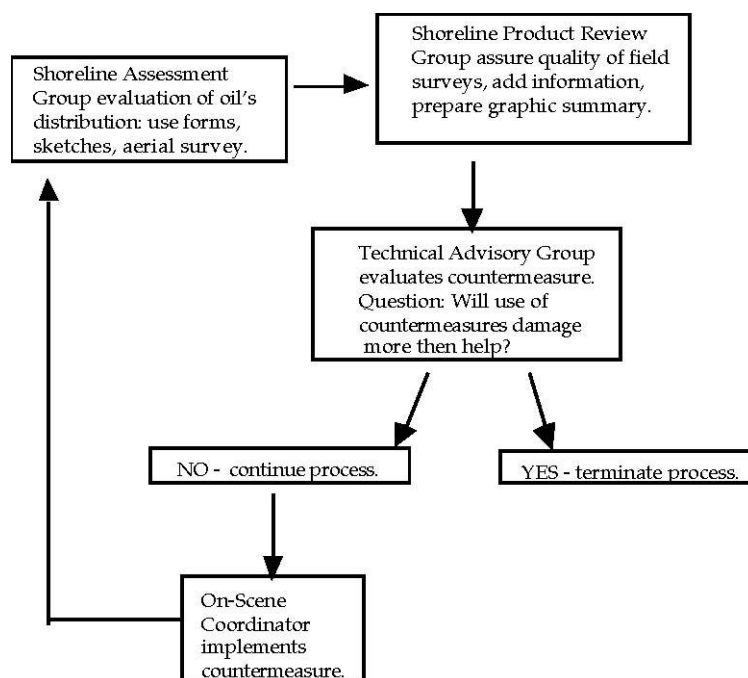 Shoreline Assessment
Group evaluation of oil's
distribution: use forms,
sketches, aerial survey.
Shoreline Product Review
Group assure quality of field
surveys, add information,
prepare graphic summary.
Technical Advisory Group
evaluates countermeasure.
Question: Will use of
countermeasures damage
more then help?
NO - continue process.
YES - terminate process.
On-Scene
Coordinator
implements
countermeasure.